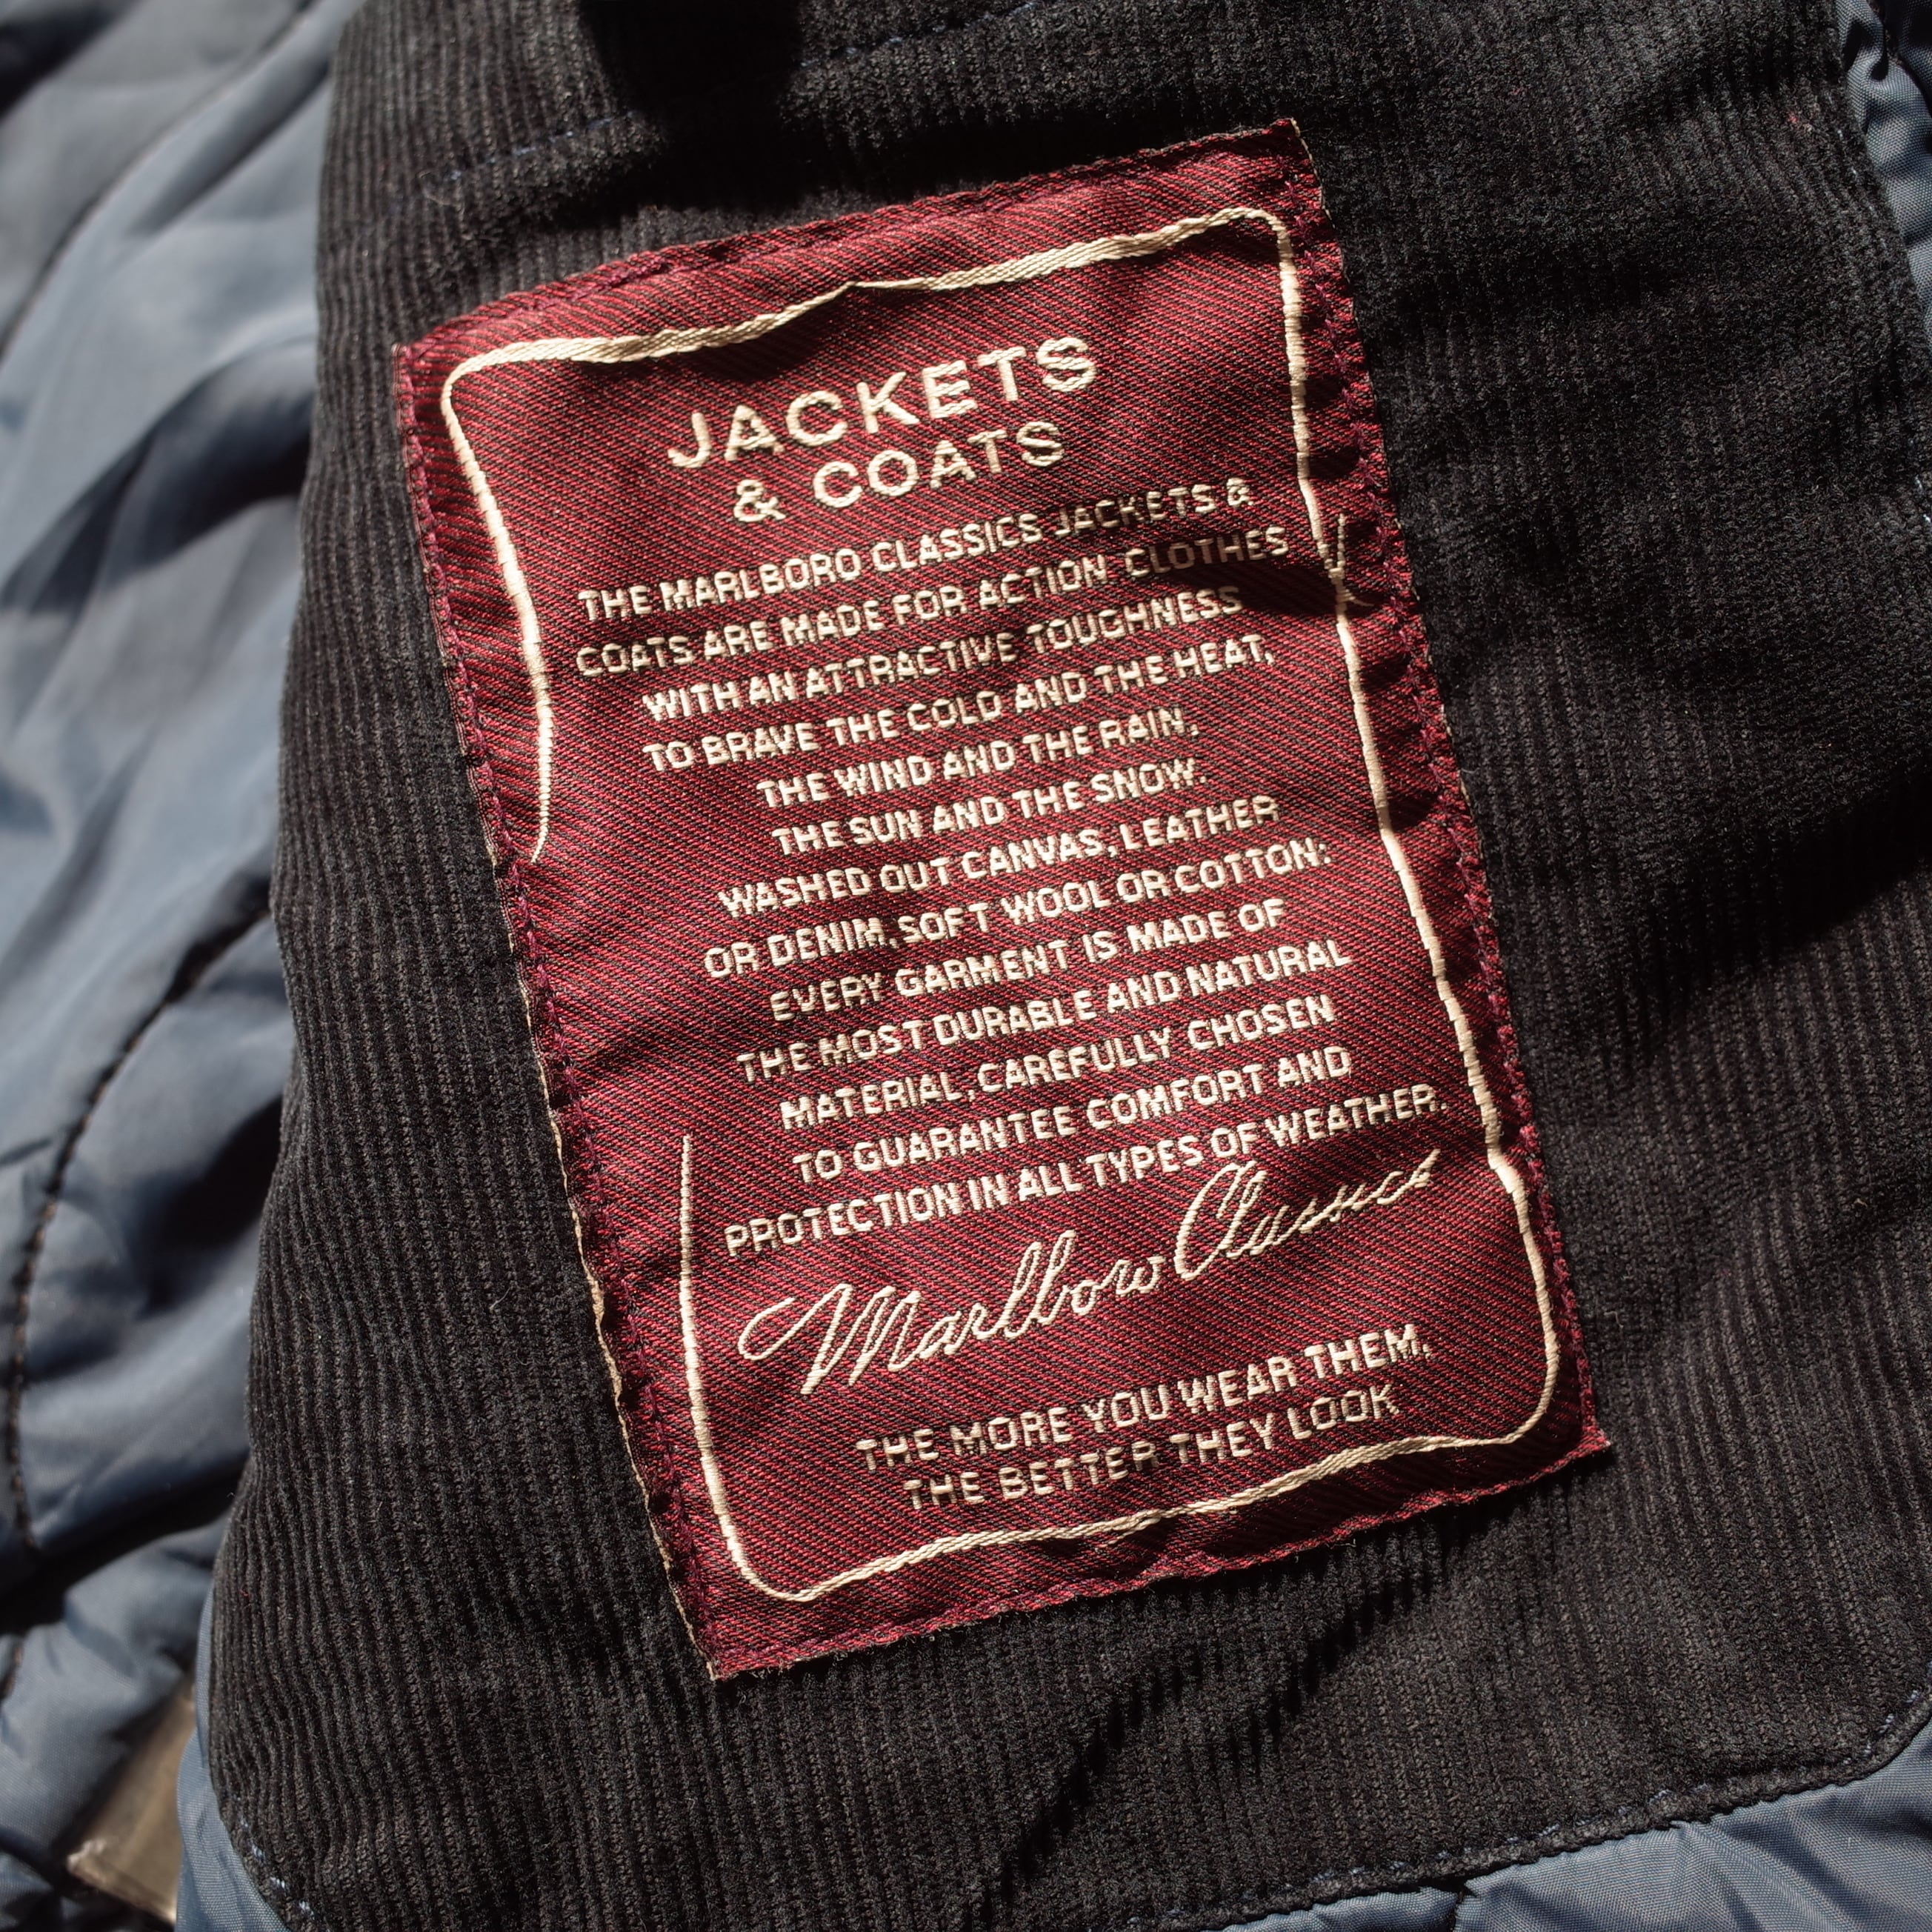 JACKETS
& COATS
THE MARLBORO CLASSICS JACKETS &
COATS ARE MADE FOR ACTION CLOTHES
WITH AN ATTRACTIVE TOUGHNESS
TO BRAVE THE COLD AND THE HEAT,
THE WIND AND THE RAIN,
THE SUN AND THE SNOW.
WASHED OUT CANVAS, LEATHER
OR DENIM, SOFT WOOL OR COTTON:
EVERY GARMENT IS MADE OF
THE MOST DURABLE AND NATURAL
MATERIAL, CAREFULLY CHOSEN
TO GUARANTEE COMFORT AND
PROTECTION IN ALL TYPES OF WEATHER.
Marlboro Classics
THE MORE YOU WEAR THEM,
THE BETTER THEY LOOK